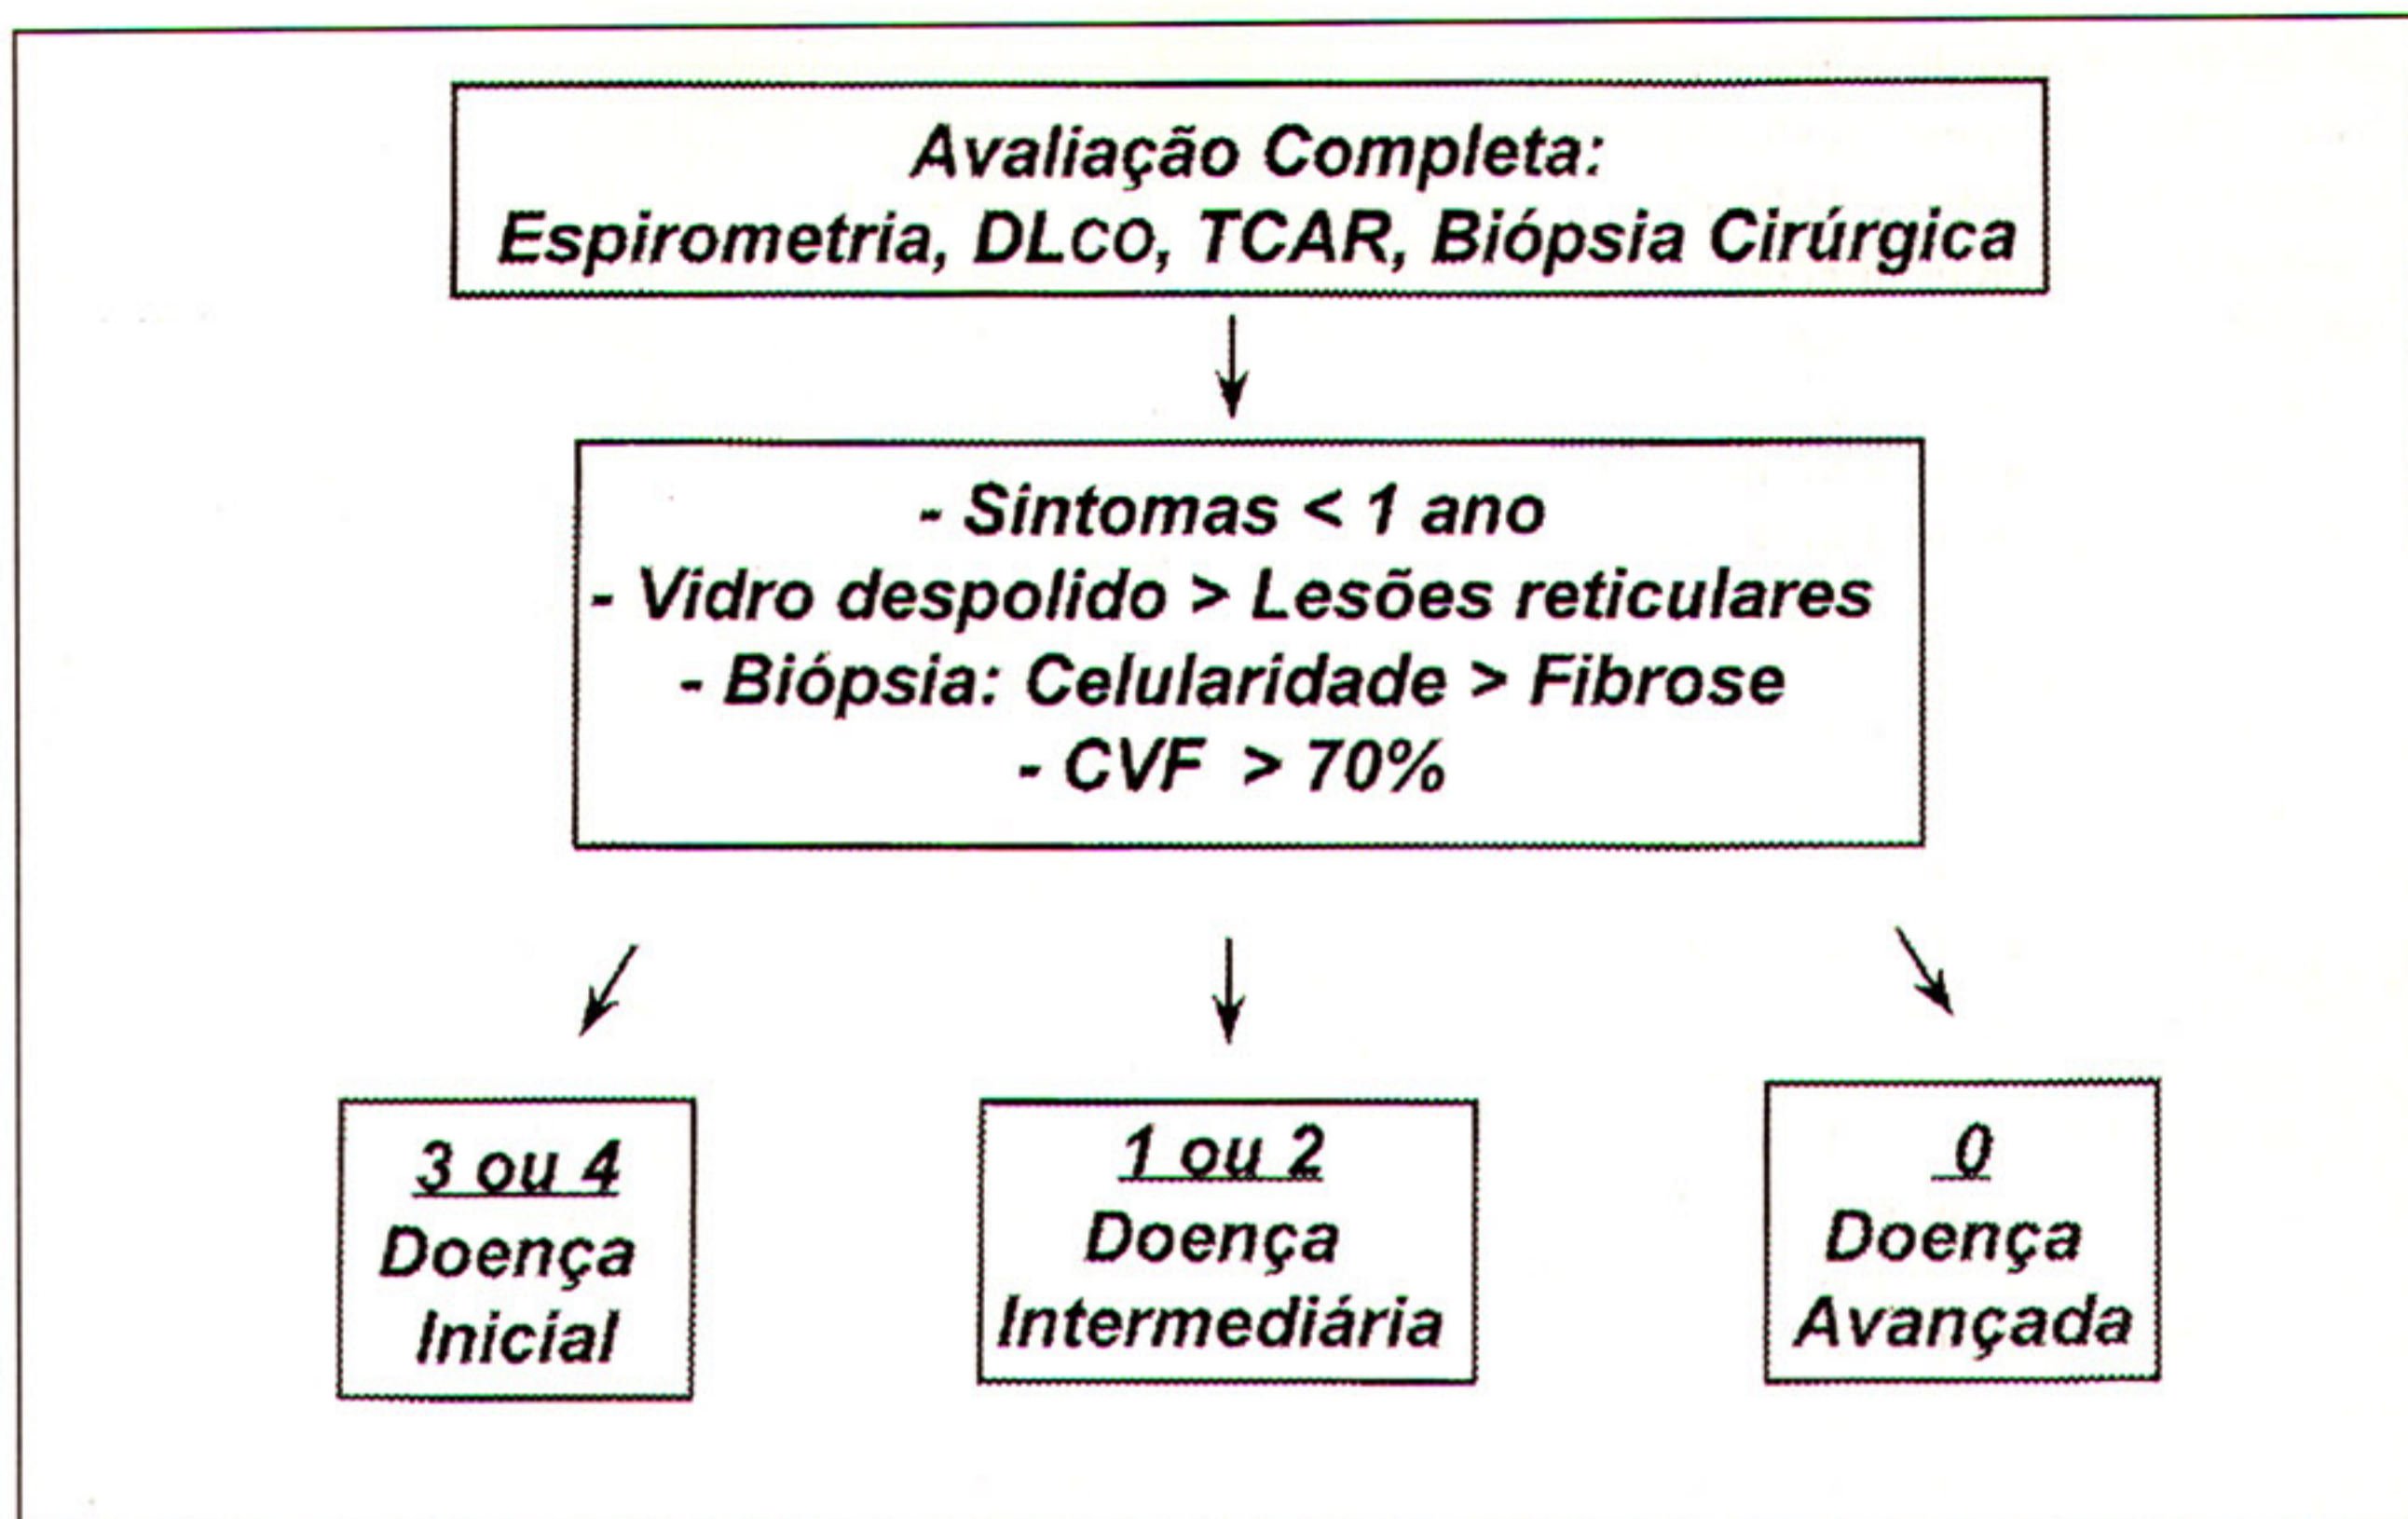 Avaliação Completa:
Espirometria, DLCO, TCAR, Biópsia Cirúrgica
- Sintomas < 1 ano
- Vidro despolido > Lesões reticulares
- Biópsia: Celularidade > Fibrose
- CVF > 70%
3 ou 4
Doença
Inicial
1 ou 2
Doença
Intermediária
0
Doença
Avançada